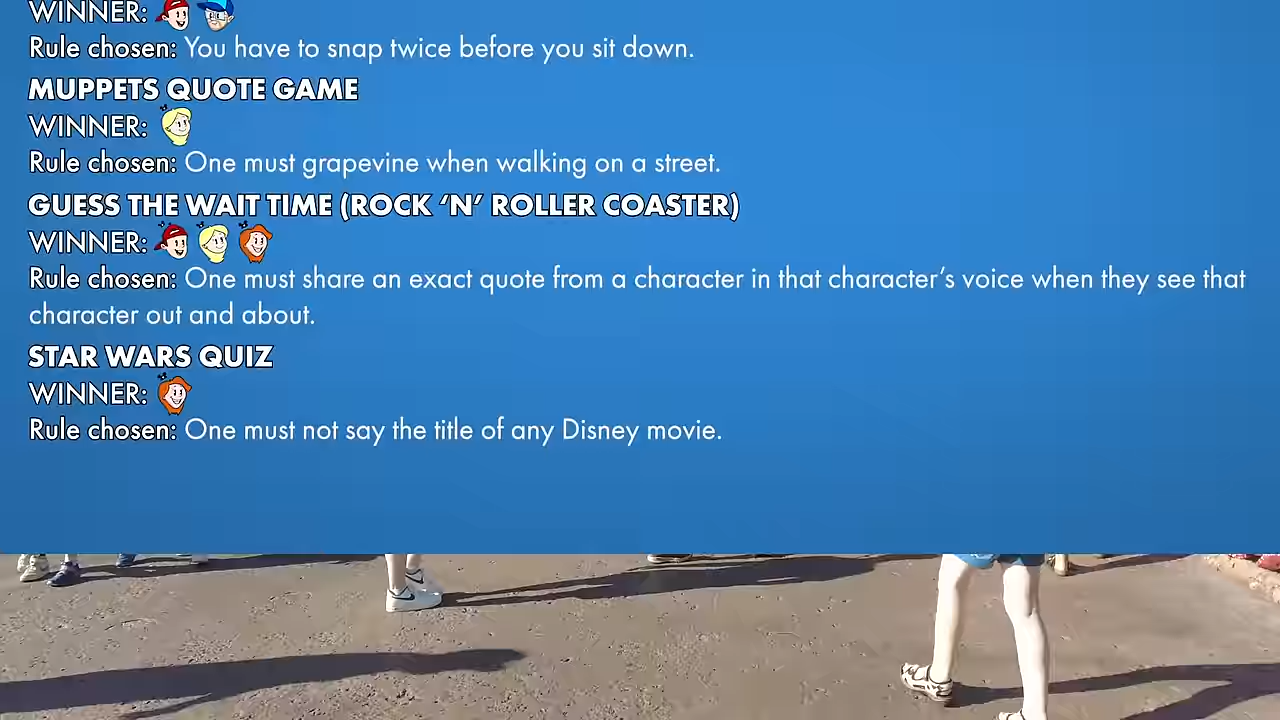 WINNER:
Rule chosen: You have to snap twice before you sit down.
MUPPETS QUOTE GAME
WINNER:
Rule chosen: One must grapevine when walking on a street.
GUESS THE WAIT TIME (ROCK ‘N’ ROLLER COASTER)
WINNER:
Rule chosen: One must share an exact quote from a character in that character’s voice when they see that
character out and about.
STAR WARS QUIZ
WINNER:
Rule chosen: One must not say the title of any Disney movie.